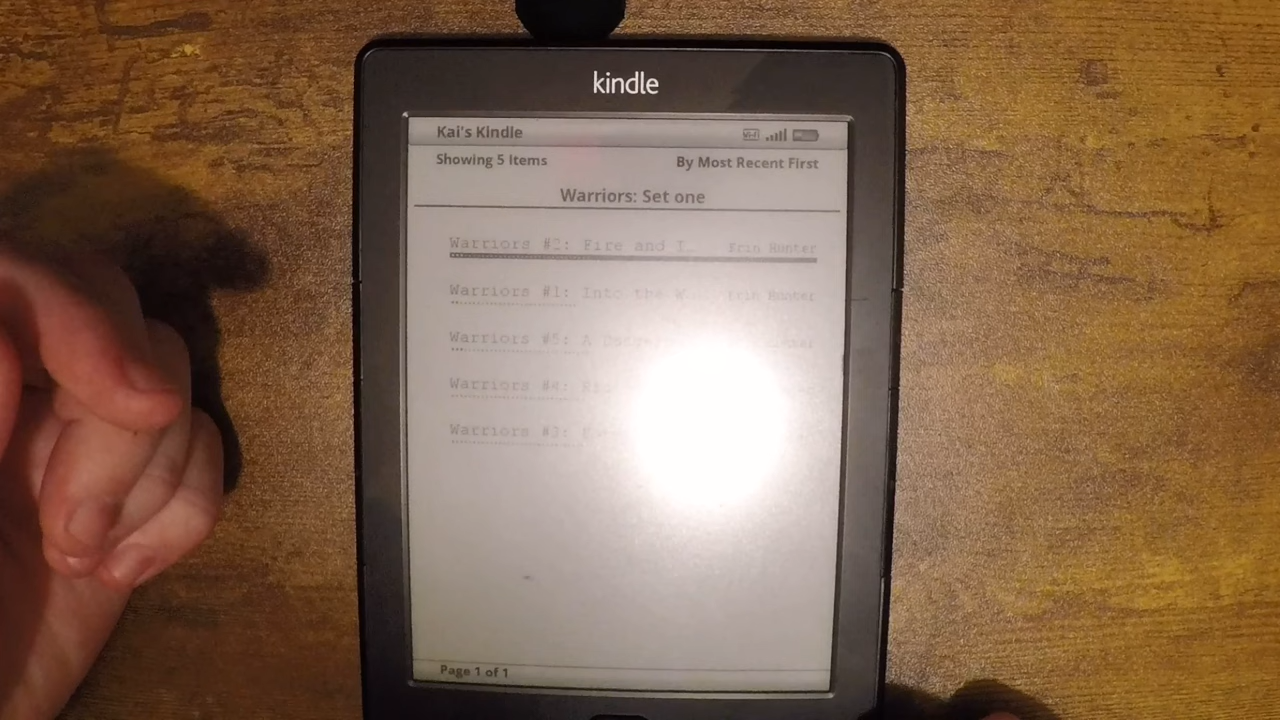 kindle
Kai's Kindle
Showing 5 Items By Most Recent First
Warriors: Set one
Warriors #2: Fire and I... Erin Hunter
Warriors #1: Into the W... Erin Hunter
Warriors #5: A Dange
Warriors #4:
Warriors #3:
Page 1 of 1